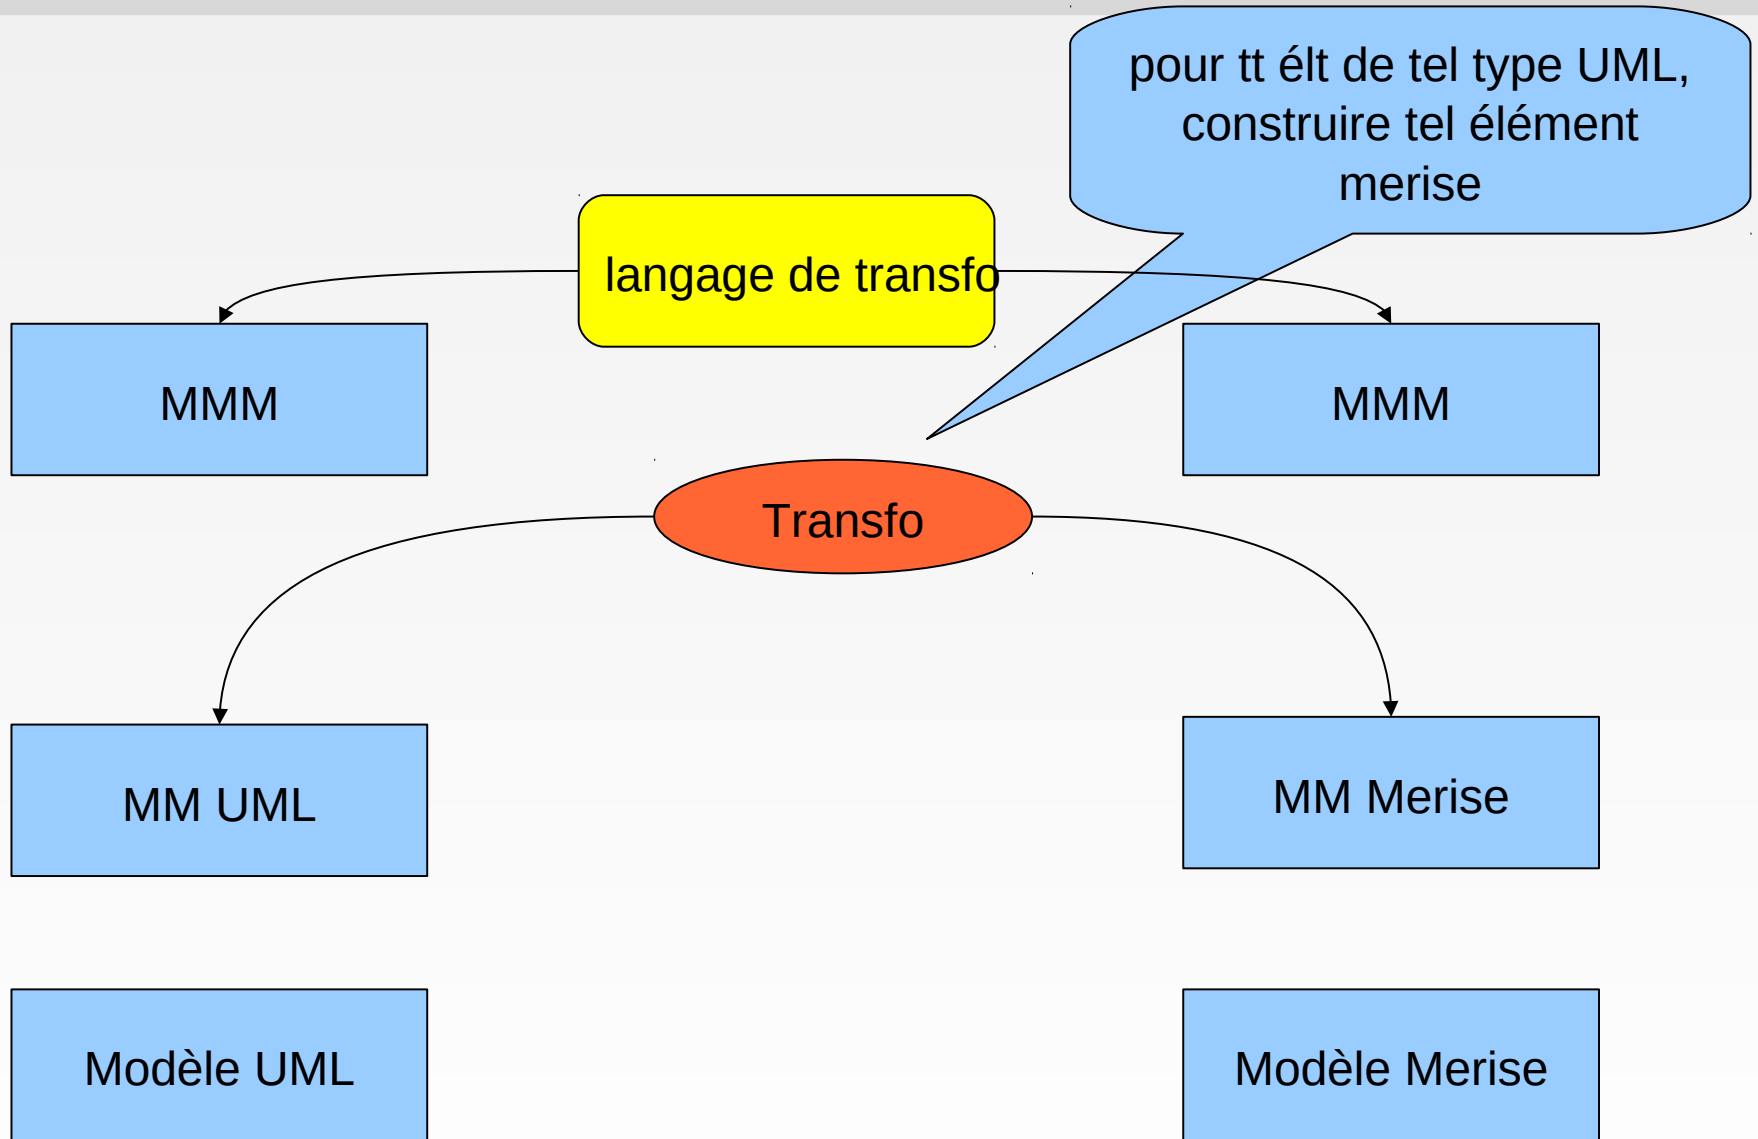 pour tt élt de tel type UML,
construire tel élément
merise
langage de transfo
MMM
MMM
Transfo
MM UML
MM Merise
Modèle UML
Modèle Merise